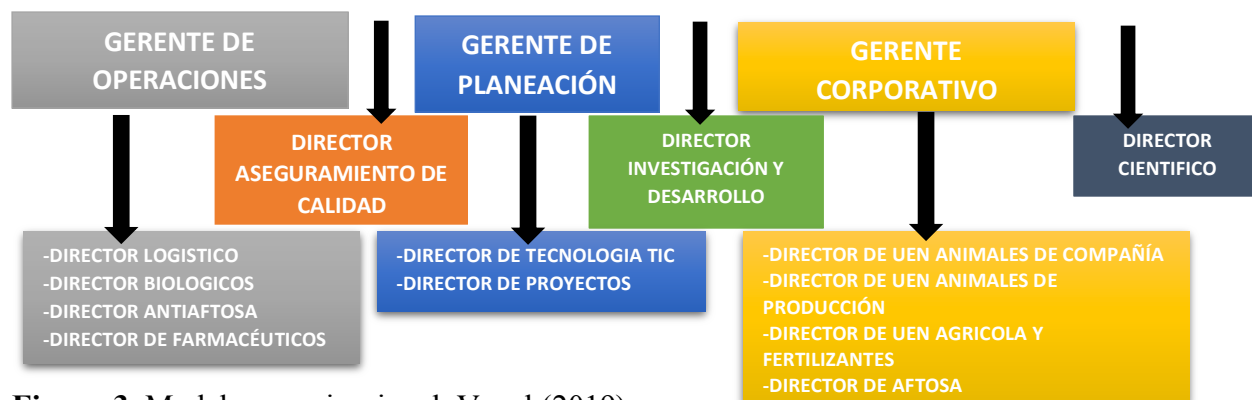 GERENTE DE
OPERACIONES
GERENTE DE
PLANEACIÓN
GERENTE
CORPORATIVO
DIRECTOR
ASEGURAMIENTO DE
CALIDAD
DIRECTOR
INVESTIGACIÓN Y
DESARROLLO
DIRECTOR
CIENTIFICO
-DIRECTOR LOGISTICO
-DIRECTOR BIOLOGICOS
-DIRECTOR ANTIAFTOSA
-DIRECTOR DE FARMACÉUTICOS
-DIRECTOR DE TECNOLOGIA TIC
-DIRECTOR DE PROYECTOS
-DIRECTOR DE UEN ANIMALES DE COMPAÑÍA
-DIRECTOR DE UEN ANIMALES DE
PRODUCCIÓN
-DIRECTOR DE UEN AGRICOLA Y
FERTILIZANTES
-DIRECTOR DE AFTOSA
(2019)